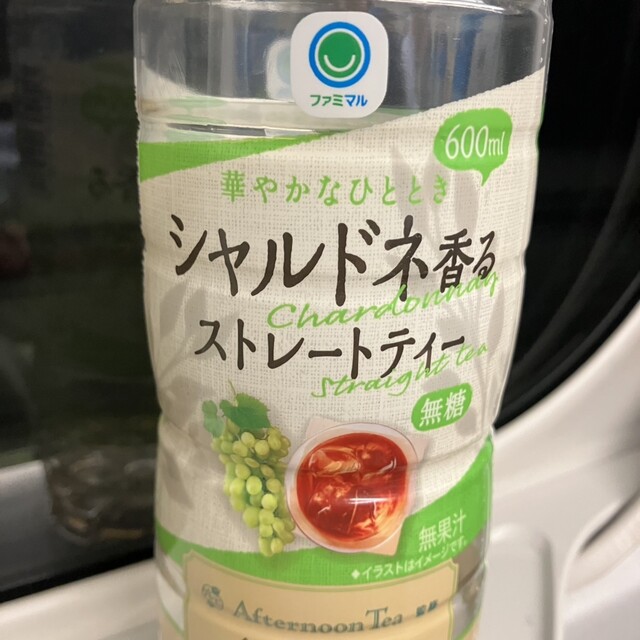 ファミマル
600ml
華やかなひととき
シャルドネ香る
Chardonnay
ストレートティー
Straight tea
無糖
無果汁
◆イラストはイメージです。
Afternoon Tea 監修